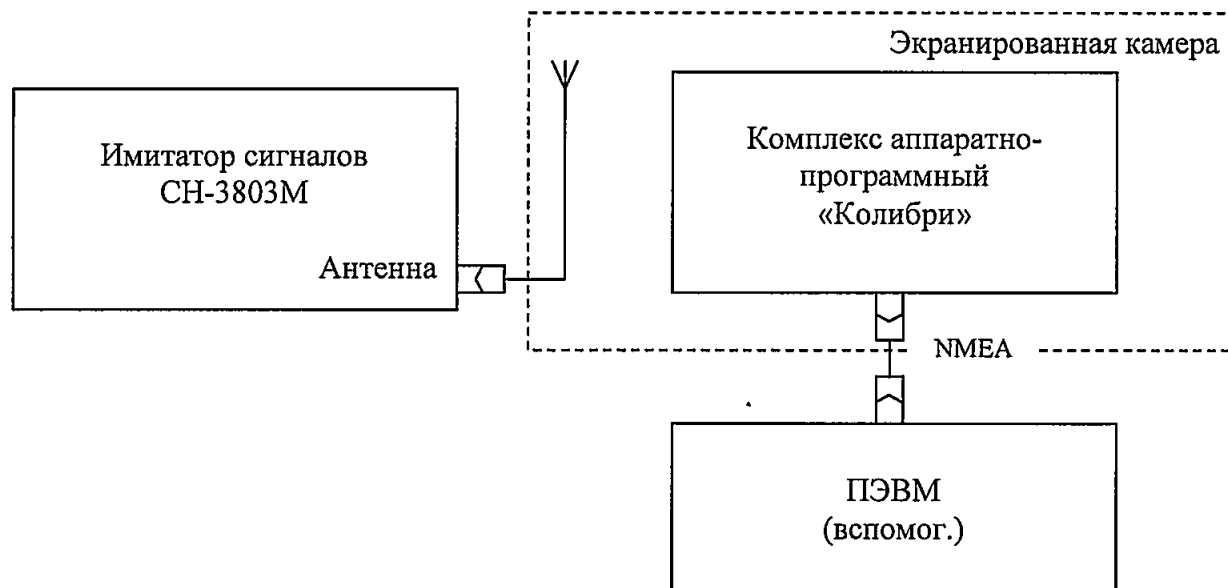 Экранированная камера
Имитатор сигналов
СН-3803М
Антенна
Комплекс аппаратно-
программный
«Колибри»
NMEA
ПЭВМ
(вспомог.)